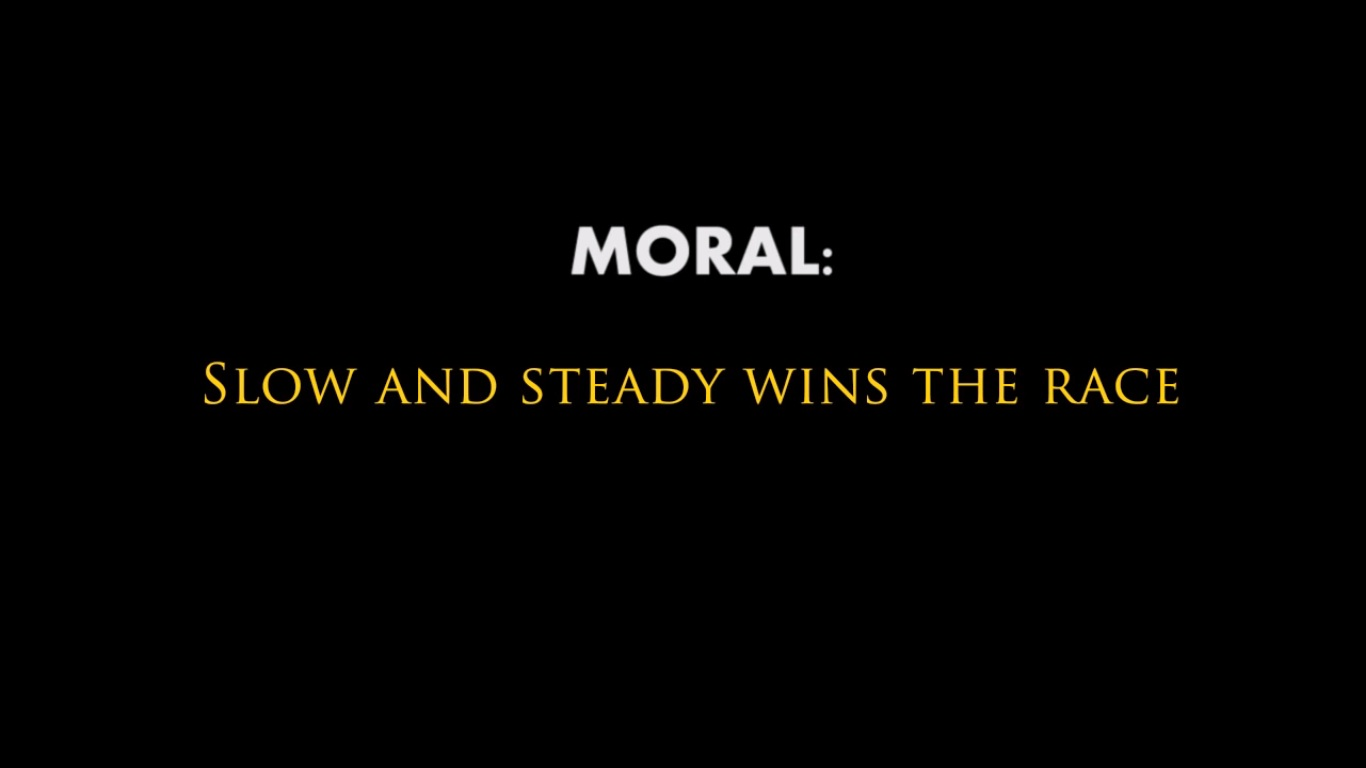 MORAL:
SLOW AND STEADY WINS THE RACE